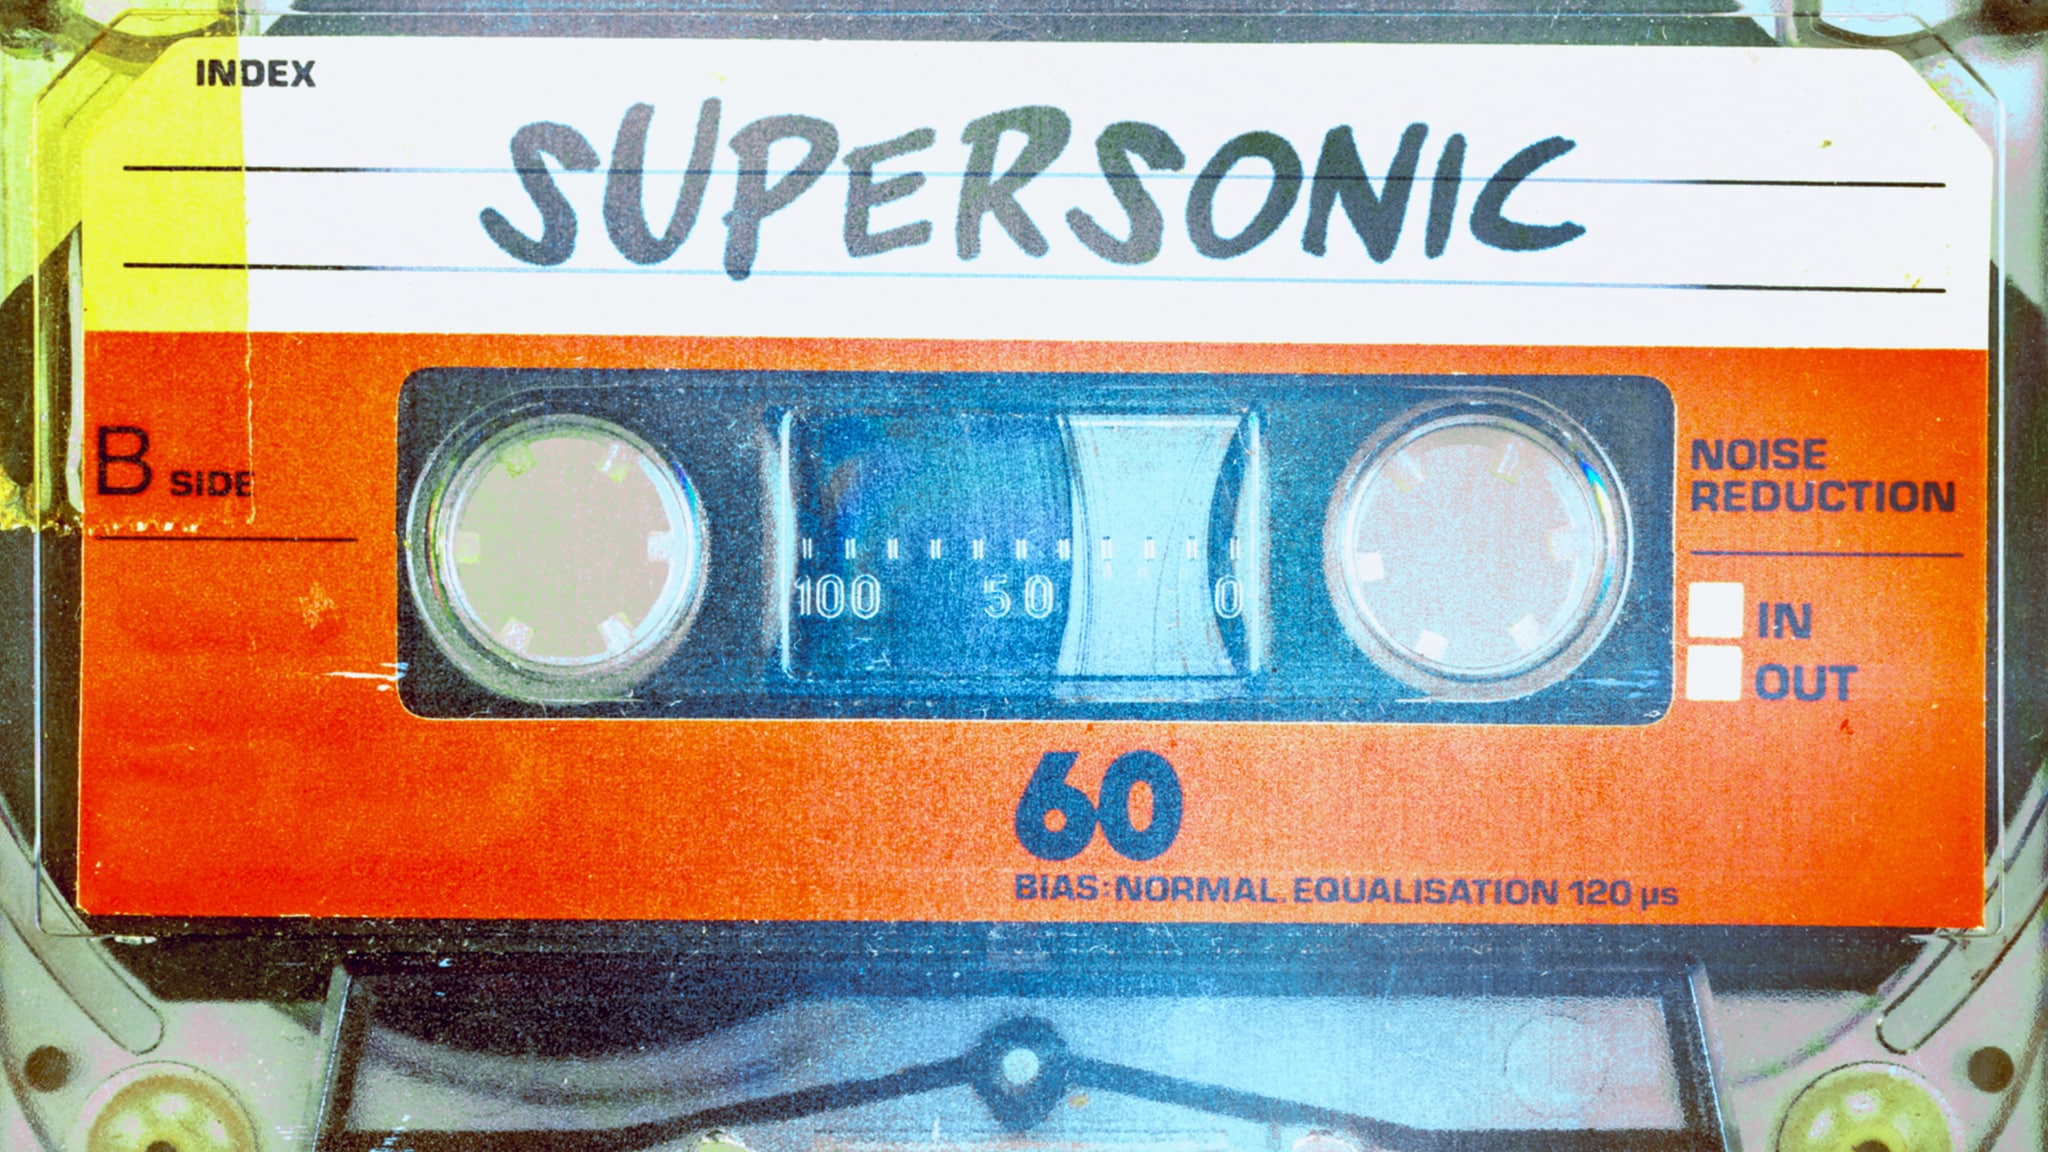 INDEX
SUPERSONIC
B SIDE
NOISE
REDUCTION
100 50 0
IN
OUT
60
BIAS:NORMAL. EQUALISATION 120 µs